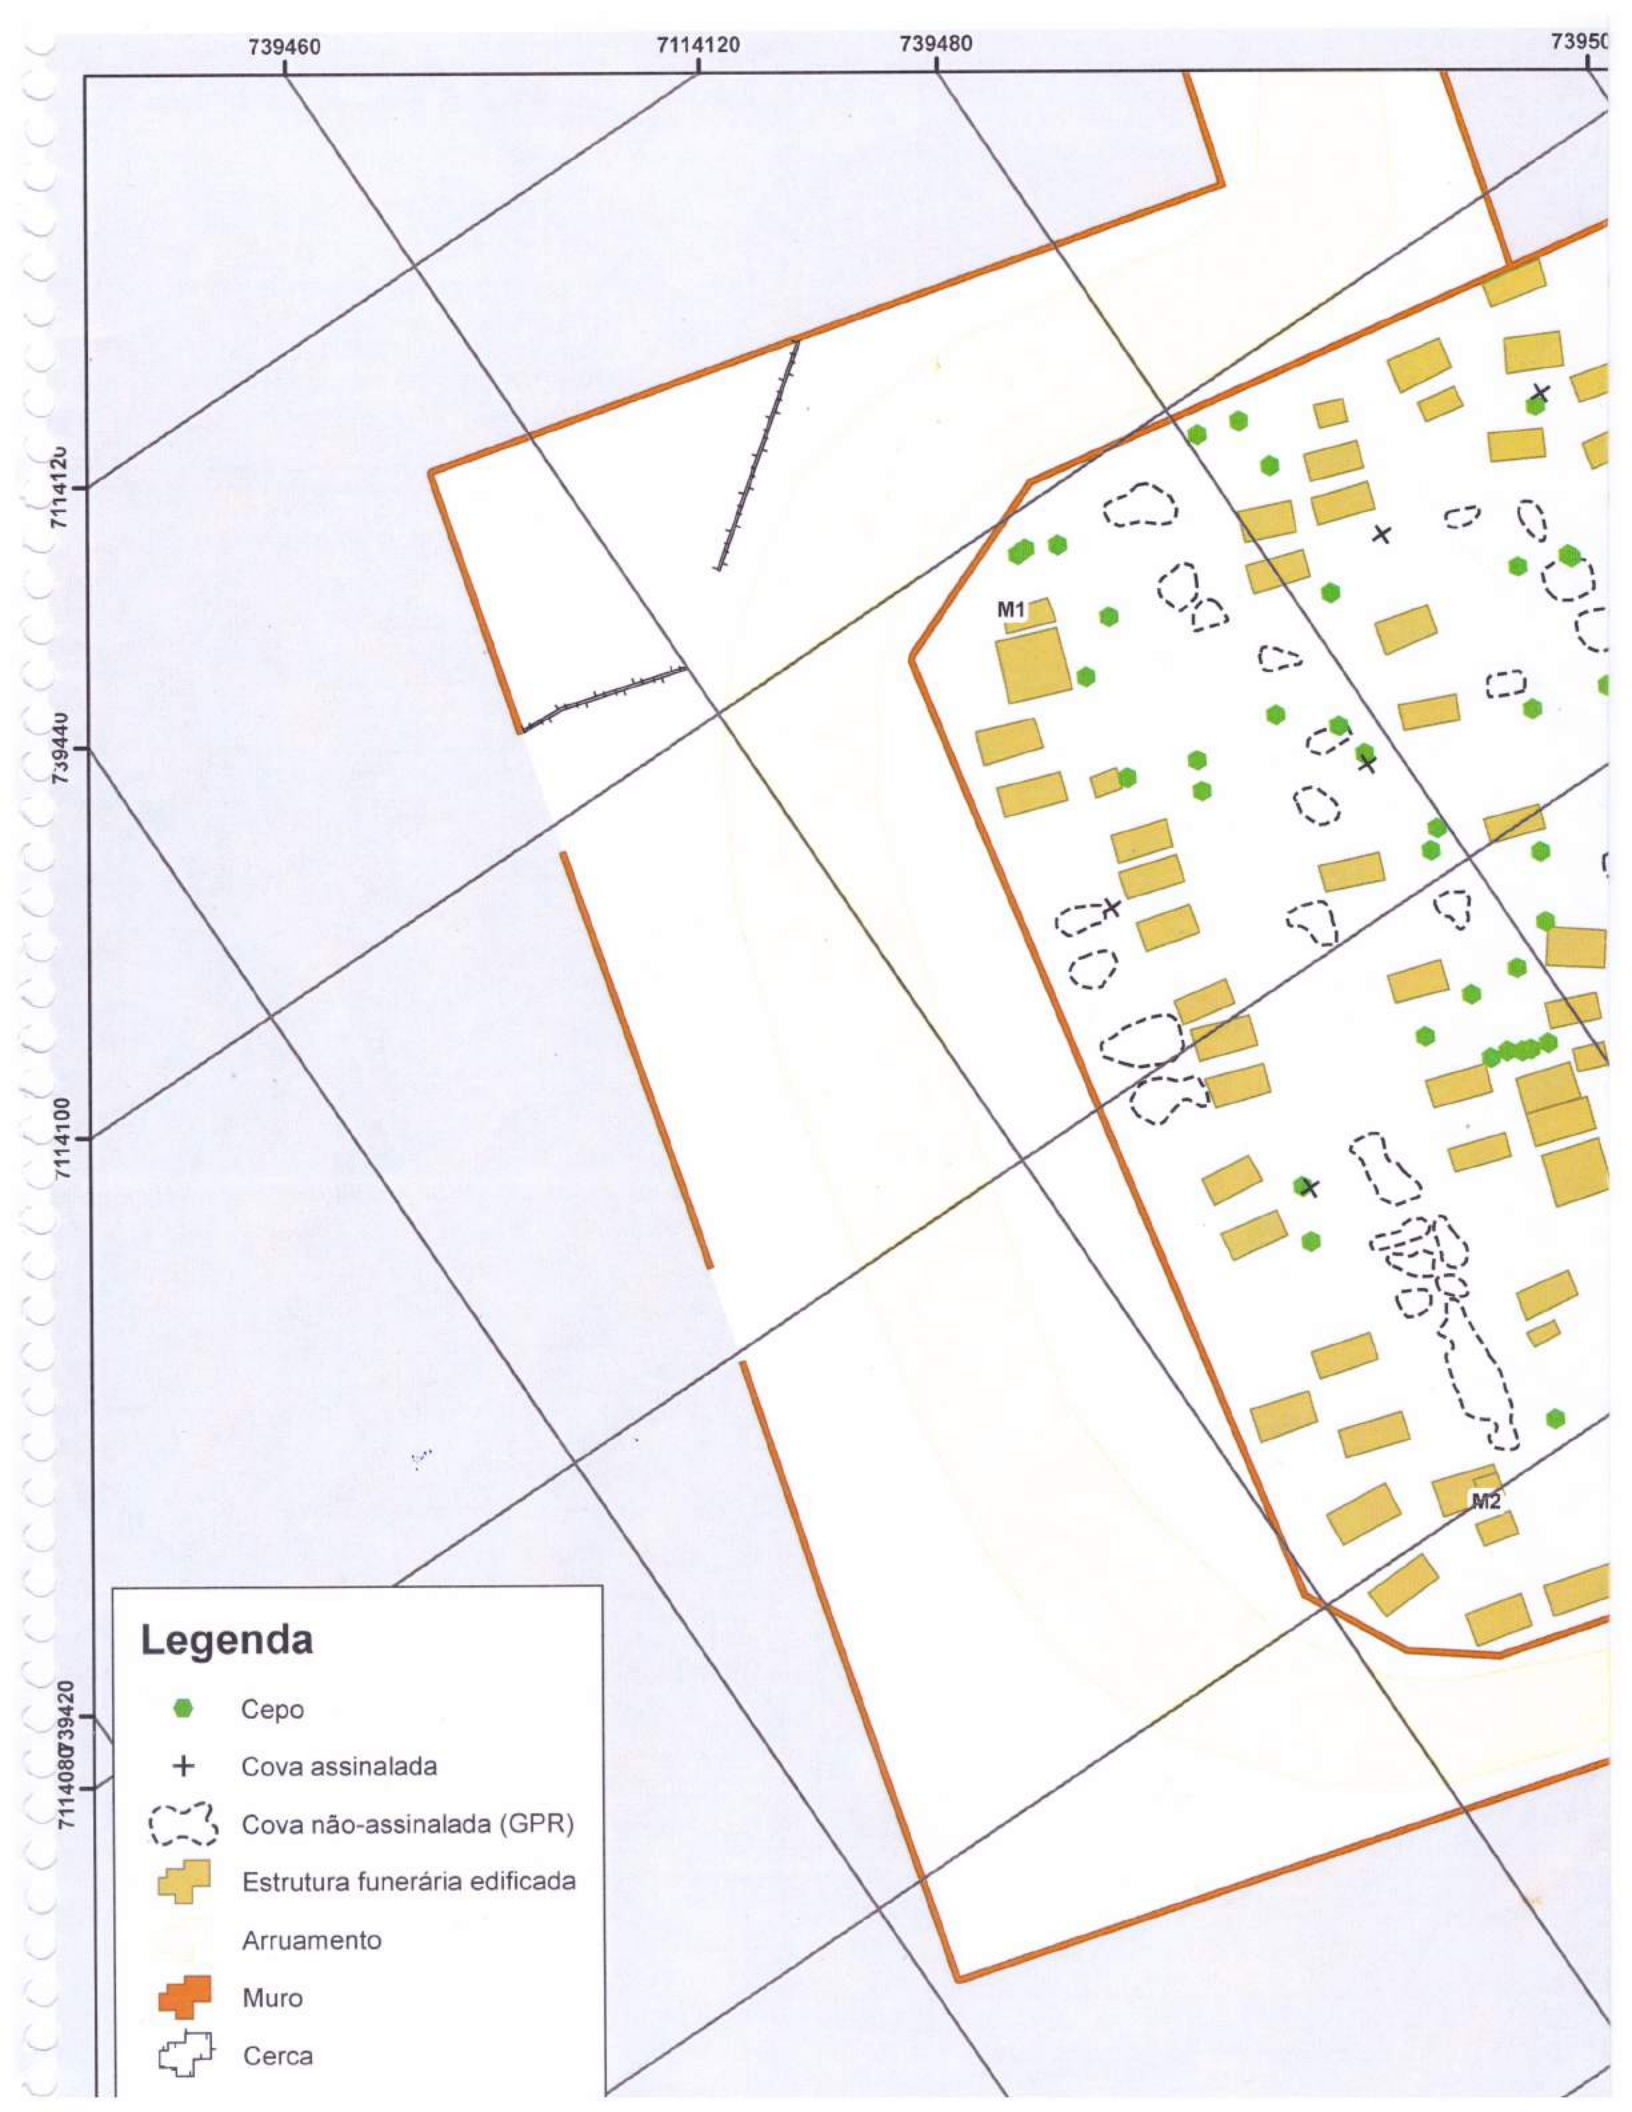 739460
7114120
739480
73950
7114120
739440
7114100
739420
7114080
M1
M2
Legenda
Cepo
Cova assinalada
Cova não-assinalada (GPR)
Estrutura funerária edificada
Arruamento
Muro
Cerca